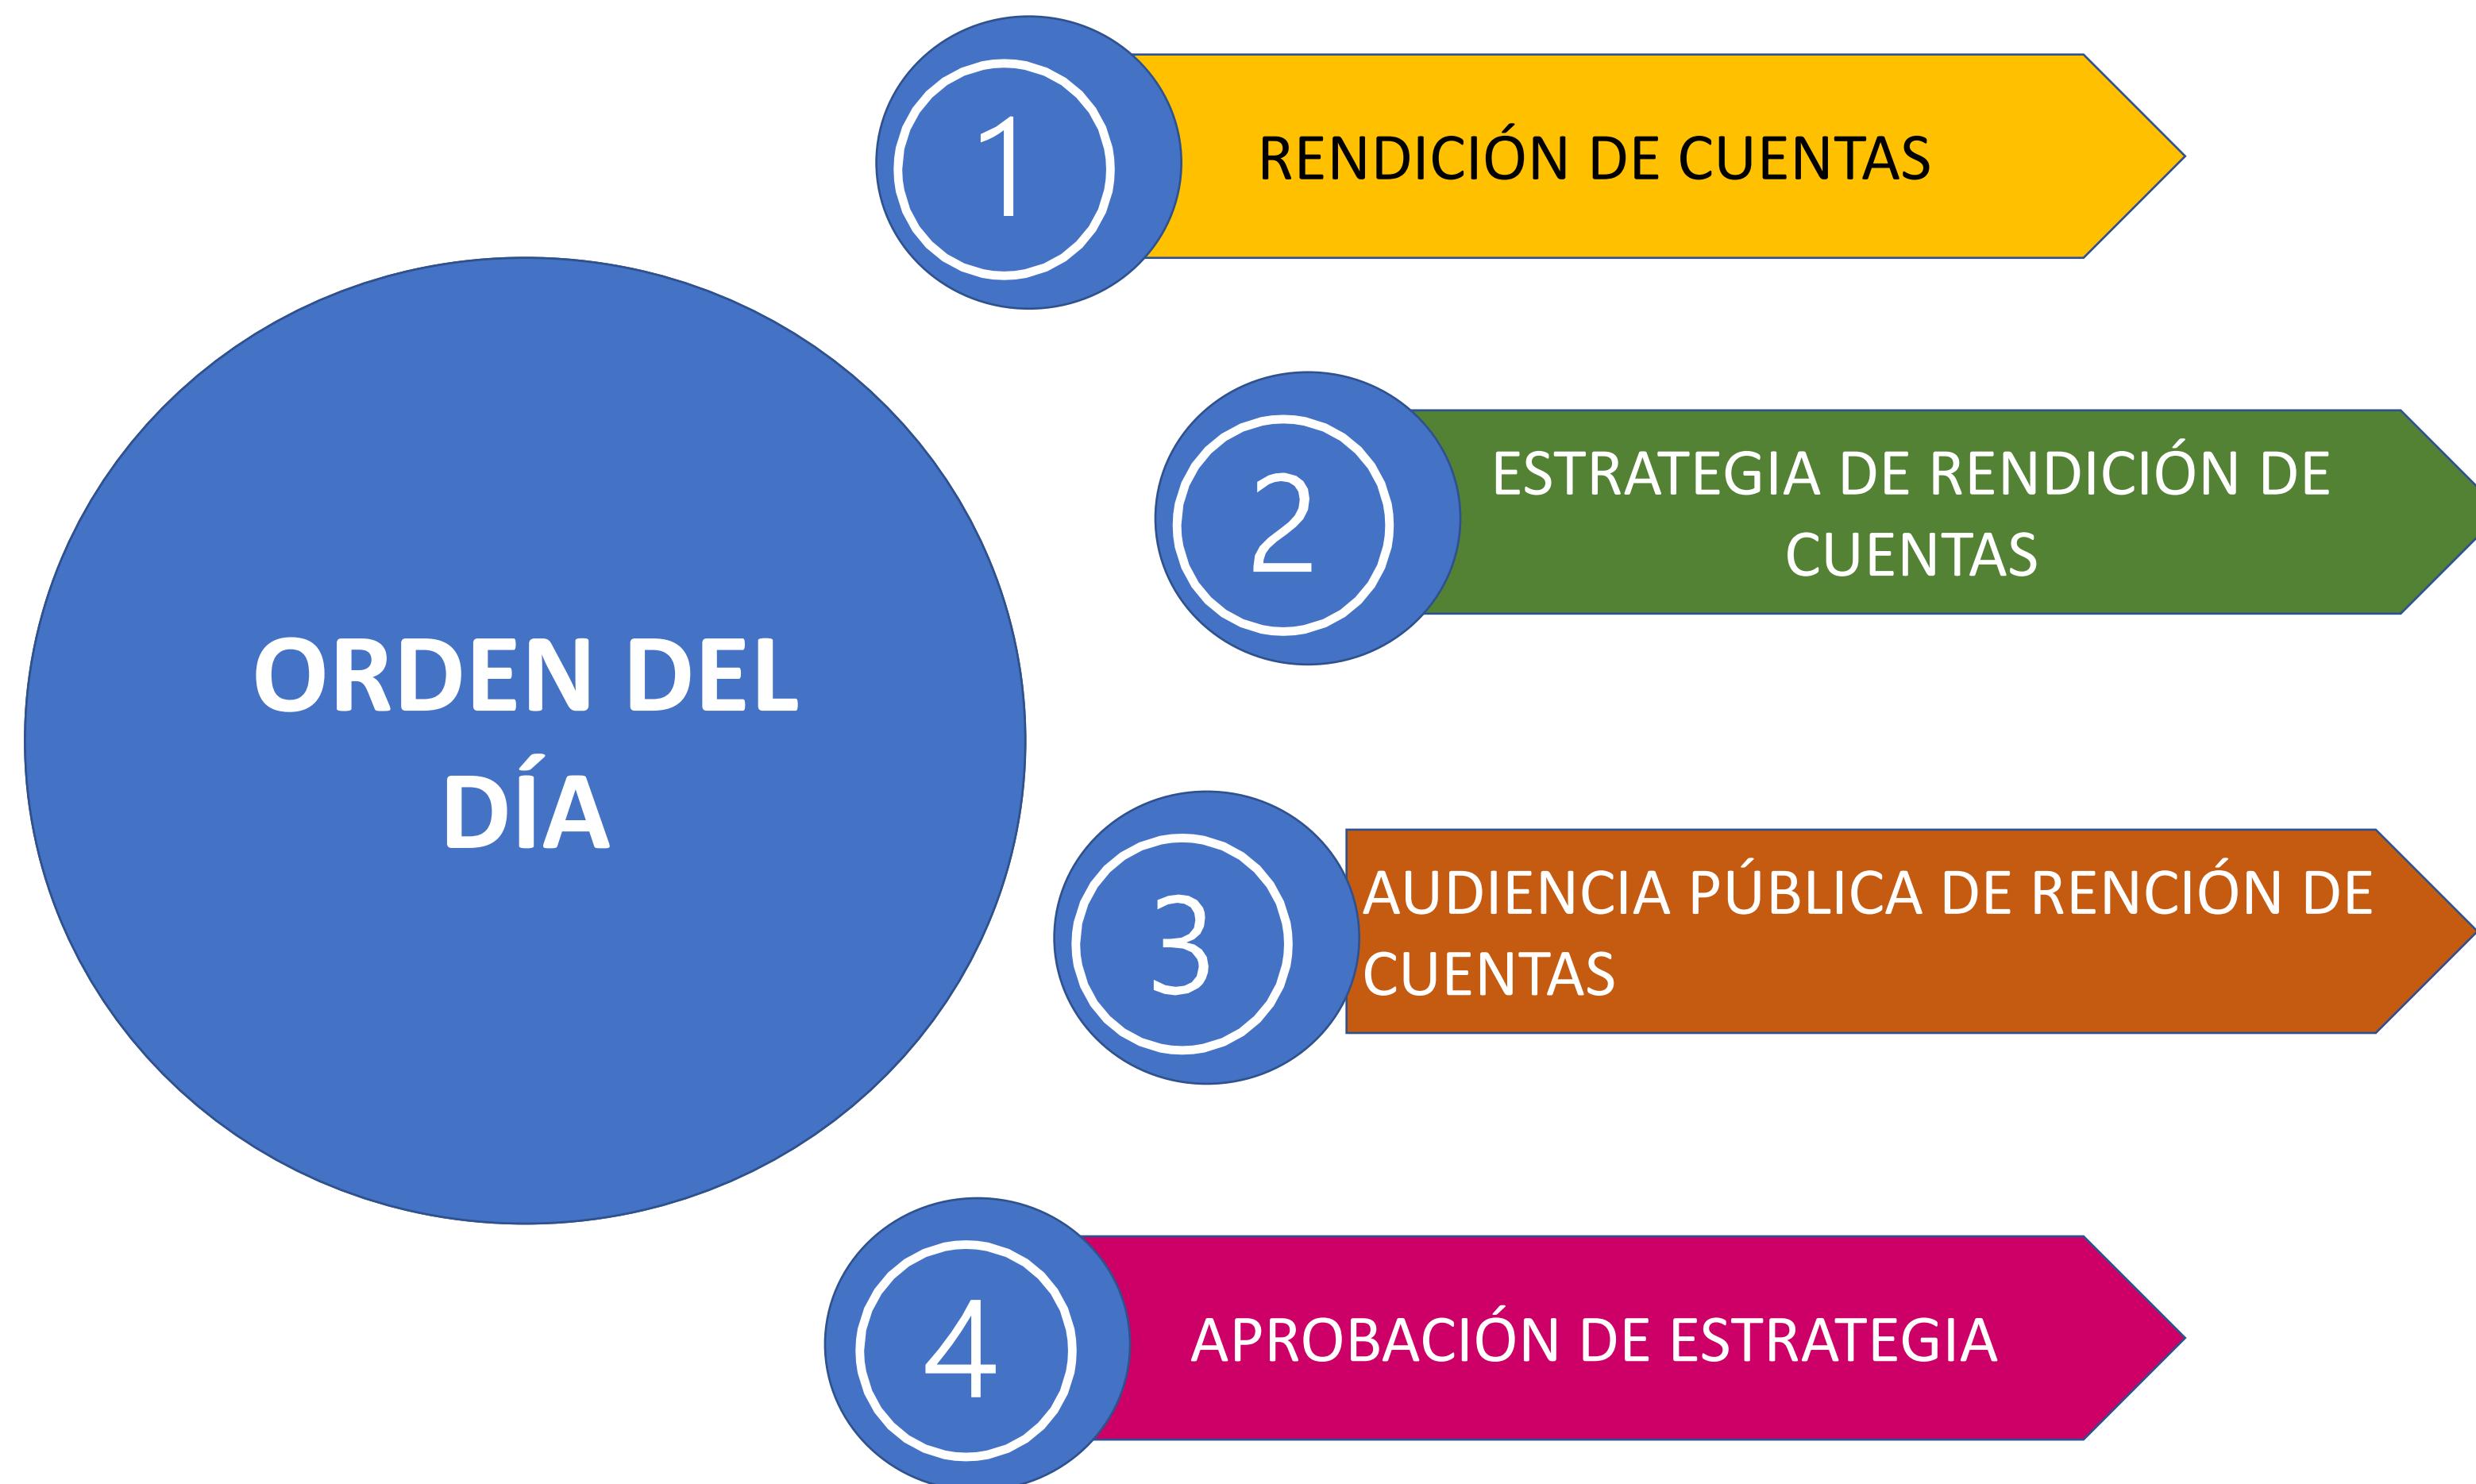 ORDEN DEL
DÍA
1
RENDICIÓN DE CUENTAS
2
ESTRATEGIA DE RENDICIÓN DE
CUENTAS
3
AUDIENCIA PÚBLICA DE RENCIÓN DE
CUENTAS
4
APROBACIÓN DE ESTRATEGIA